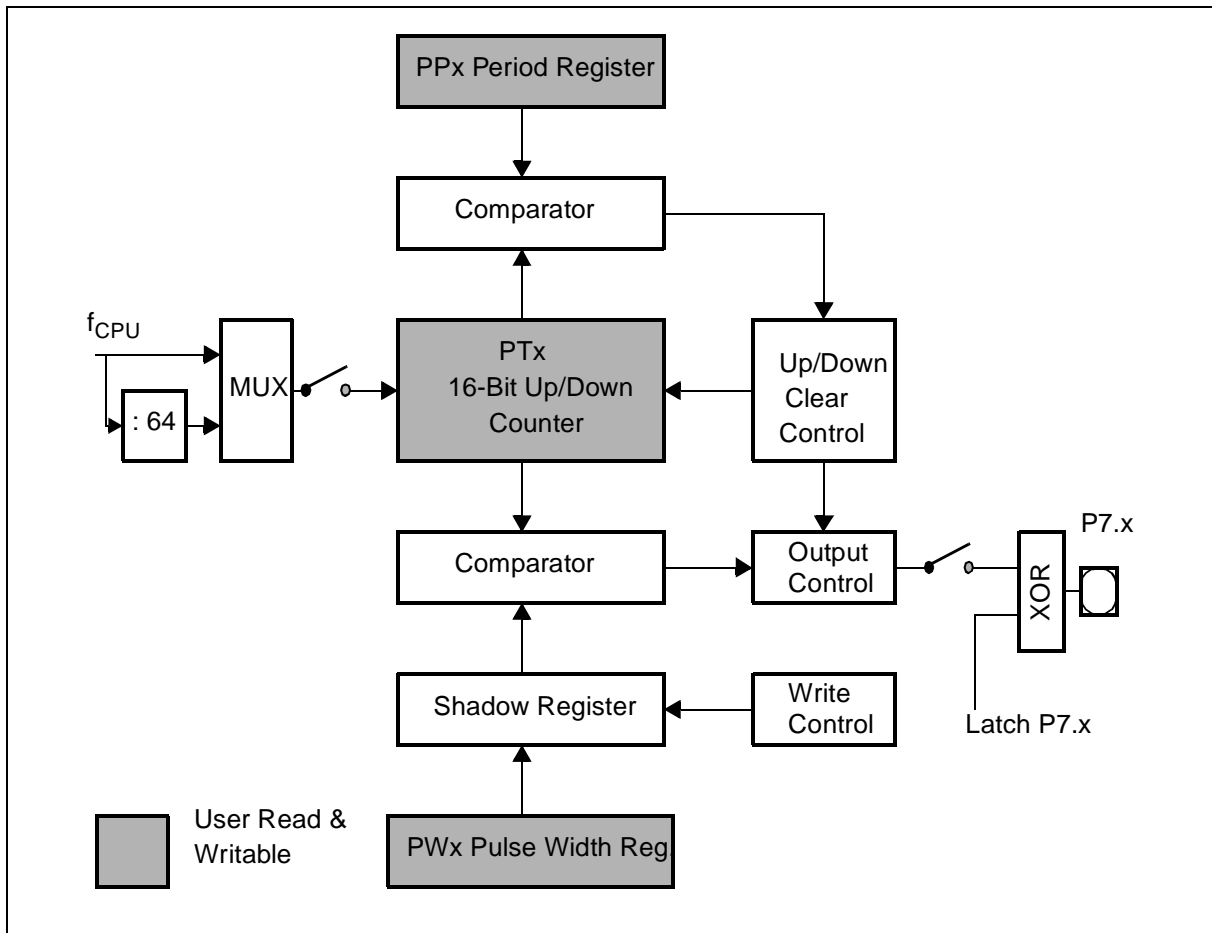 PPx Period Register
Comparator
fCPU
MUX
: 64
PTx
16-Bit Up/Down
Counter
Up/Down
Clear
Control
Comparator
Output
Control
P7.x
XOR
Shadow Register
Write
Control
Latch P7.x
User Read &
Writable
PWx Pulse Width Reg.